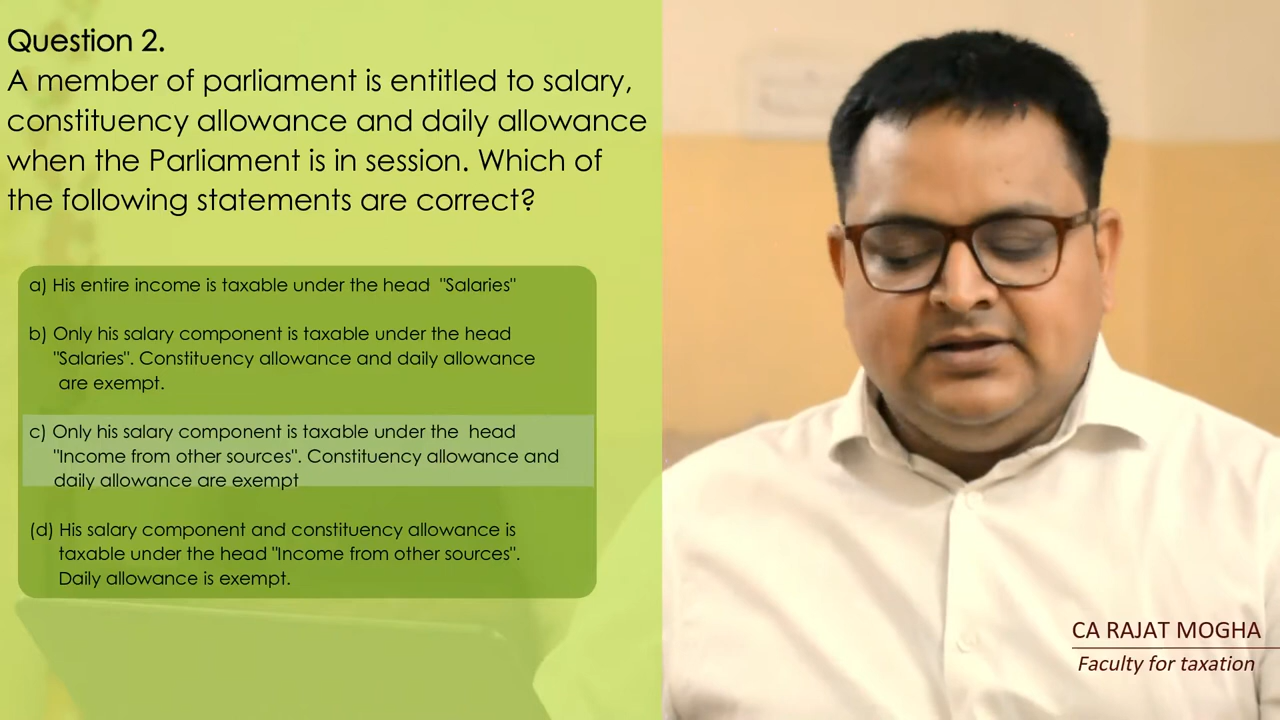 Question 2.
A member of parliament is entitled to salary,
constituency allowance and daily allowance
when the Parliament is in session. Which of
the following statements are correct?
a) His entire income is taxable under the head "Salaries"
b) Only his salary component is taxable under the head
"Salaries". Constituency allowance and daily allowance
are exempt.
c) Only his salary component is taxable under the head
"Income from other sources". Constituency allowance and
daily allowance are exempt
(d) His salary component and constituency allowance is
taxable under the head "Income from other sources".
Daily allowance is exempt.
CA RAJAT MOGHA
Faculty for taxation